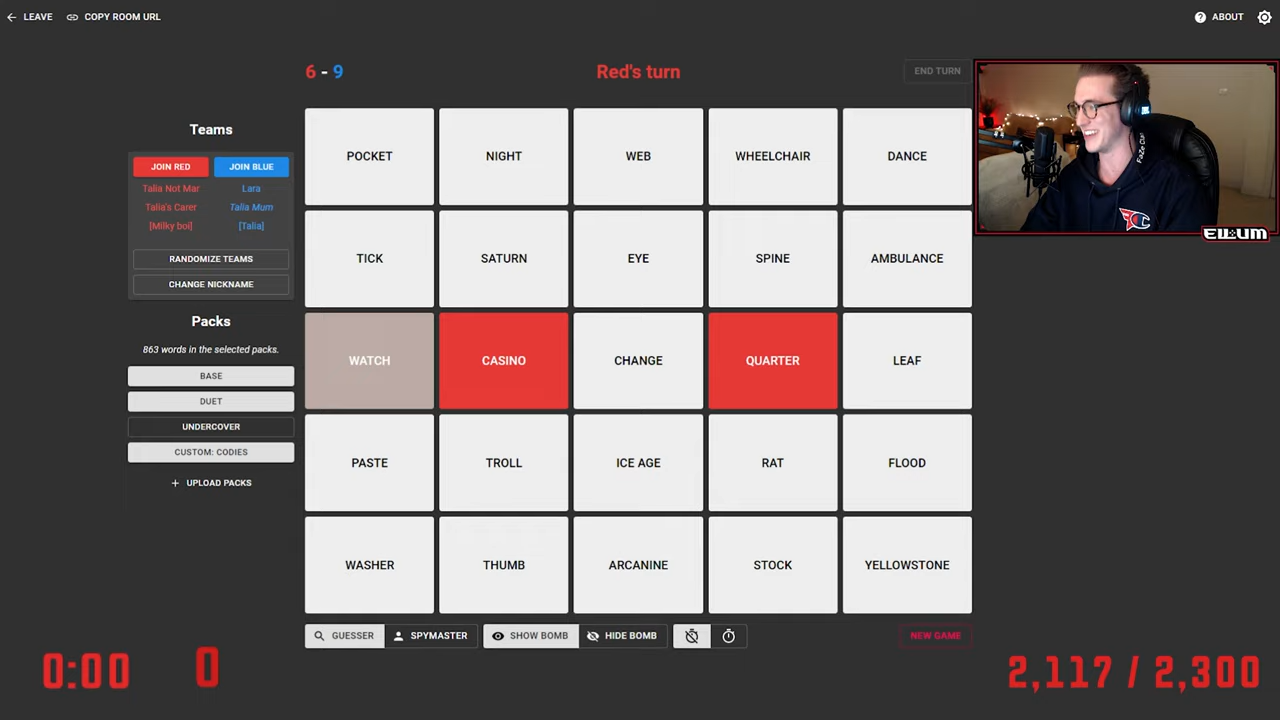 LEAVE
COPY ROOM URL
ABOUT
6 - 9
Red's turn
END TURN
Teams
JOIN RED
JOIN BLUE
Talia Not Mar
Lara
Talia's Carer
Talia Mum
[Milky boi]
[Talia]
RANDOMIZE TEAMS
CHANGE NICKNAME
Packs
863 words in the selected packs.
BASE
DUET
UNDERCOVER
CUSTOM: CODIES
+ UPLOAD PACKS
POCKET
NIGHT
WEB
WHEELCHAIR
DANCE
TICK
SATURN
EYE
SPINE
AMBULANCE
WATCH
CASINO
CHANGE
QUARTER
LEAF
PASTE
TROLL
ICE AGE
RAT
FLOOD
WASHER
THUMB
ARCANINE
STOCK
YELLOWSTONE
GUESSER
SPYMASTER
SHOW BOMB
HIDE BOMB
NEW GAME
0:00
0
2,117 / 2,300